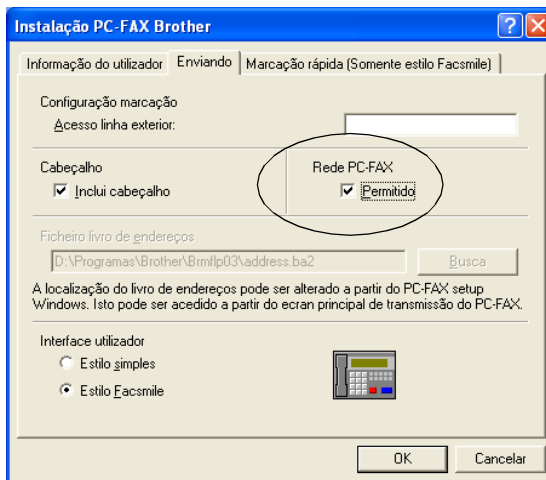 Instalação PC-FAX Brother
Informação do utilizador
Enviando
Marcação rápida (Somente estilo Facsmile)
Configuração marcação
Acesso linha exterior:
Cabeçalho
Rede PC-FAX
Inclui cabeçalho
Permitido
Ficheiro livro de endereços
D:\Programas\Brother\Brmflp03\address.ba2
Busca
A localização do livro de endereços pode ser alterado a partir do PC-FAX setup
Windows. Isto pode ser acedido a partir do ecran principal de transmissão do PC-FAX.
Interface utilizador
Estilo simples
Estilo Facsmile
OK
Cancelar